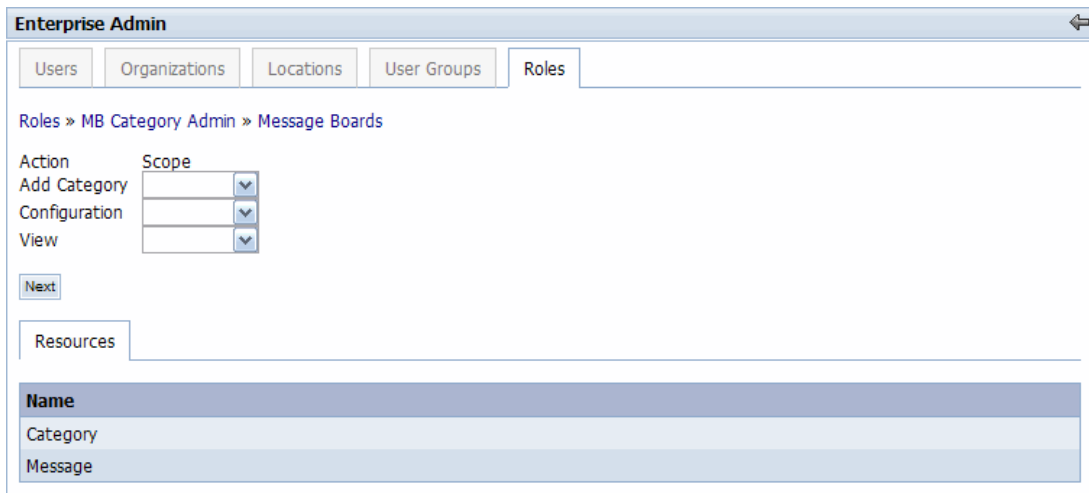 Enterprise Admin
Users Organizations Locations User Groups Roles
Roles » MB Category Admin » Message Boards
Action Scope
Add Category
Configuration
View
Next
Resources
Name
Category
Message